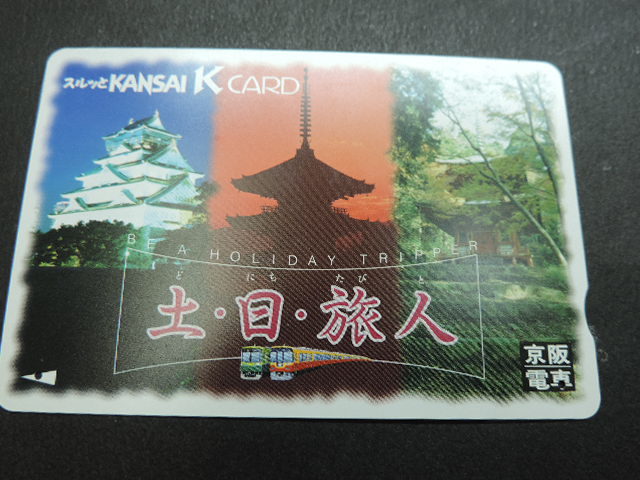 スルッとKANSAI K CARD
BE A HOLIDAY TRIPPER
ど にち たび と
土・日・旅人
京阪
電車